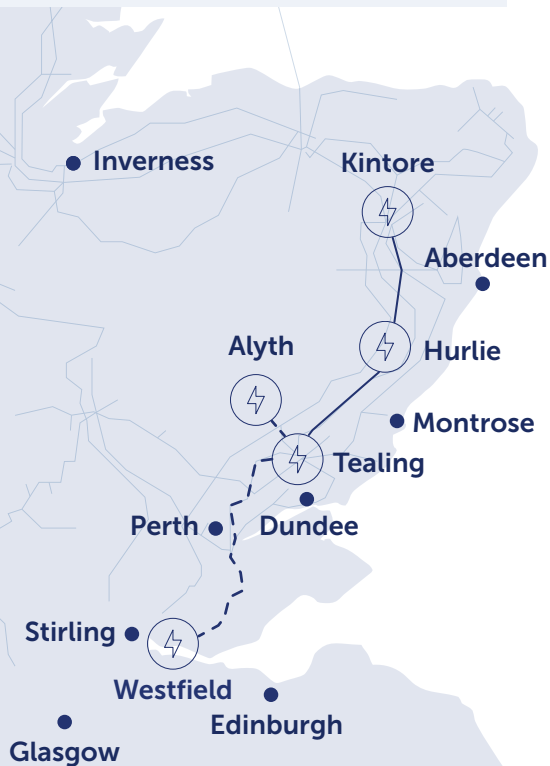 Inverness
Kintore
Aberdeen
Alyth
Hurlie
Montrose
Tealing
Perth
Dundee
Stirling
Westfield
Edinburgh
Glasgow